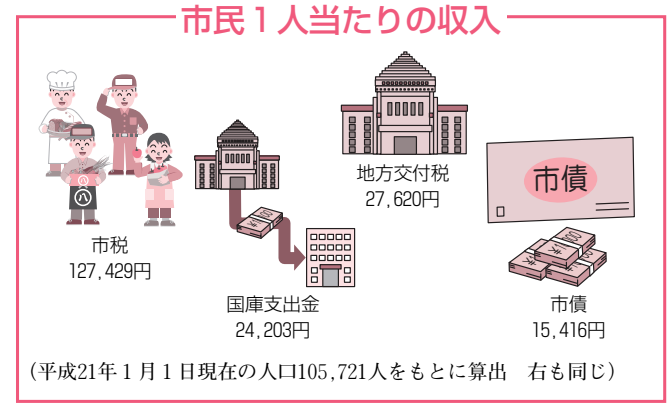 市民1人当たりの収入
市税
127,429円
国庫支出金
24,203円
地方交付税
27,620円
市債
市債
15,416円
(平成21年1月1日現在の人口105,721人をもとに算出　右も同じ)